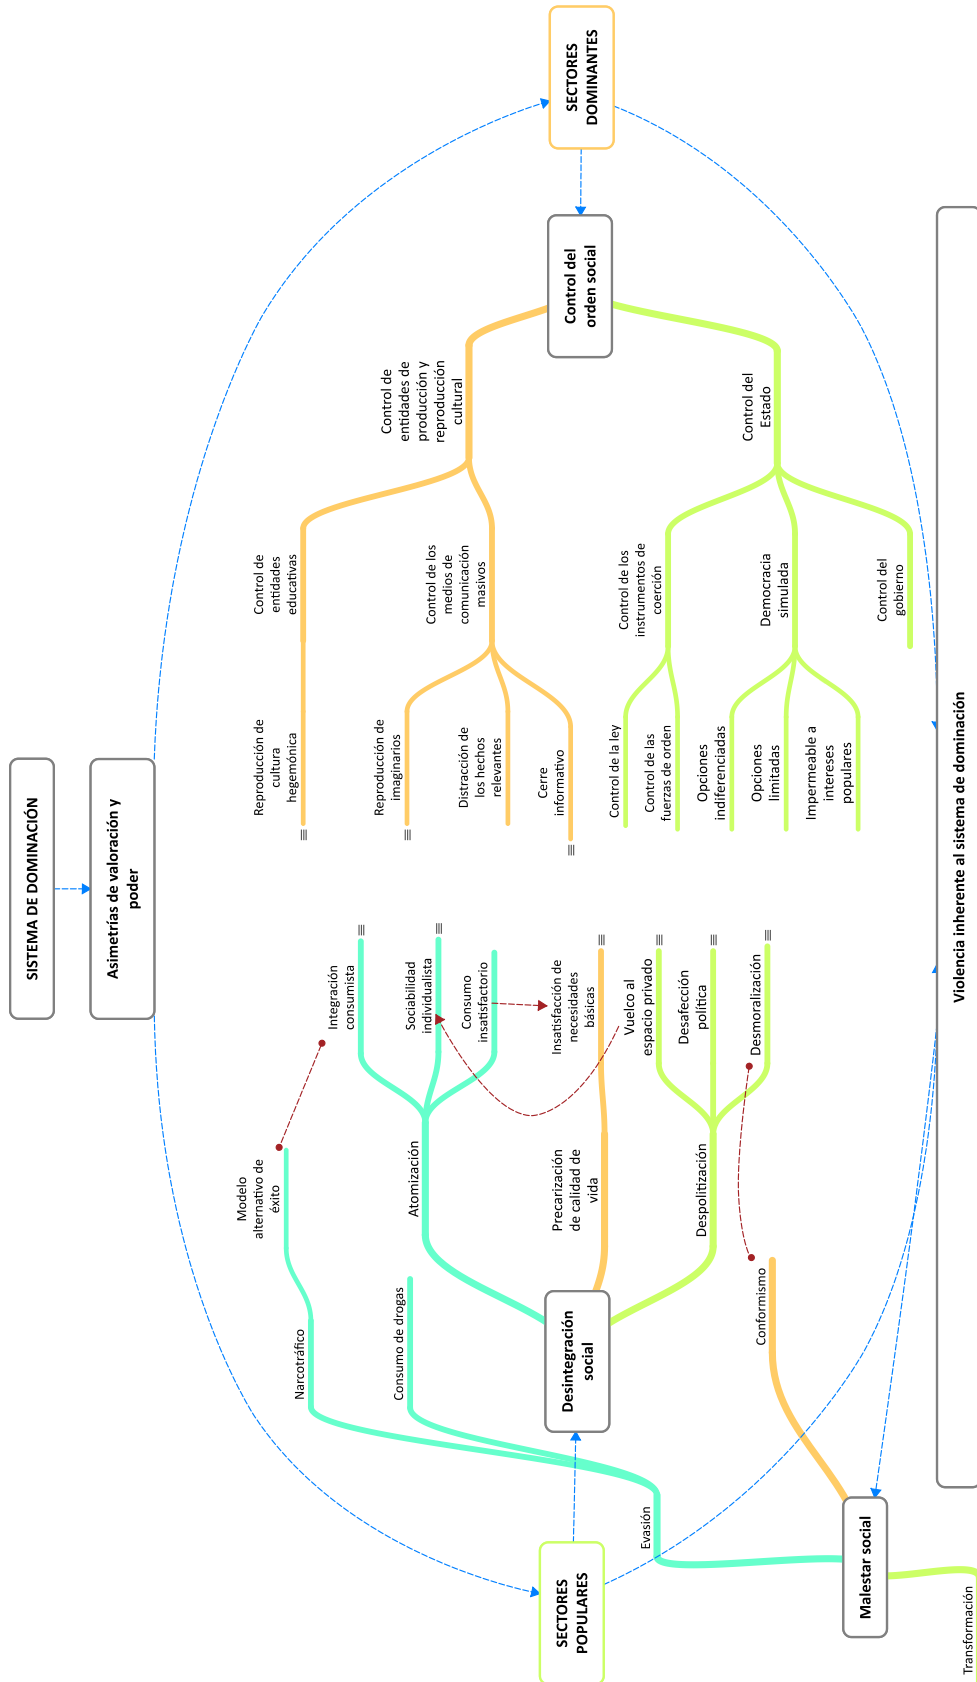 SISTEMA DE DOMINACIÓN
Asimetrías de valoración y
poder
SECTORES
POPULARES
SECTORES
DOMINANTES
Desintegración
social
Atomización
Integración
consumista
Sociabilidad
individualista
Consumo
insatisfactorio
Precarización
de calidad de
vida
Insatisfacción de
necesidades
básicas
Despolitización
Vuelco al
espacio privado
Desafección
política
Desmoralización
Control del
orden social
Control de
entidades de
producción y
reproducción
cultural
Control de
entidades
educativas
Reproducción de
cultura
hegemónica
Control de los
medios de
comunicación
masivos
Reproducción de
imaginarios
Distracción de
los hechos
relevantes
Cerre
informativo
Control del
Estado
Control de los
instrumentos de
coerción
Control de la ley
Control de las
fuerzas de orden
Democracia
simulada
Opciones
indiferenciadas
Opciones
limitadas
Impermeable a
intereses
populares
Control del
gobierno
Malestar social
Evasión
Narcotráfico
Modelo
alternativo de
éxito
Consumo de drogas
Conformismo
Transformación
Violencia inherente al sistema de dominación